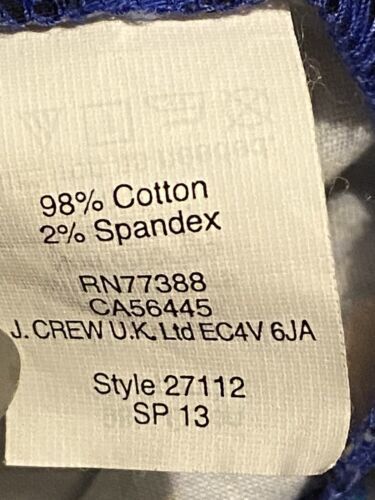 98% Cotton
2% Spandex
RN77388
CA56445
J. CREW U.K. Ltd EC4V 6JA
Style 27112
SP 13